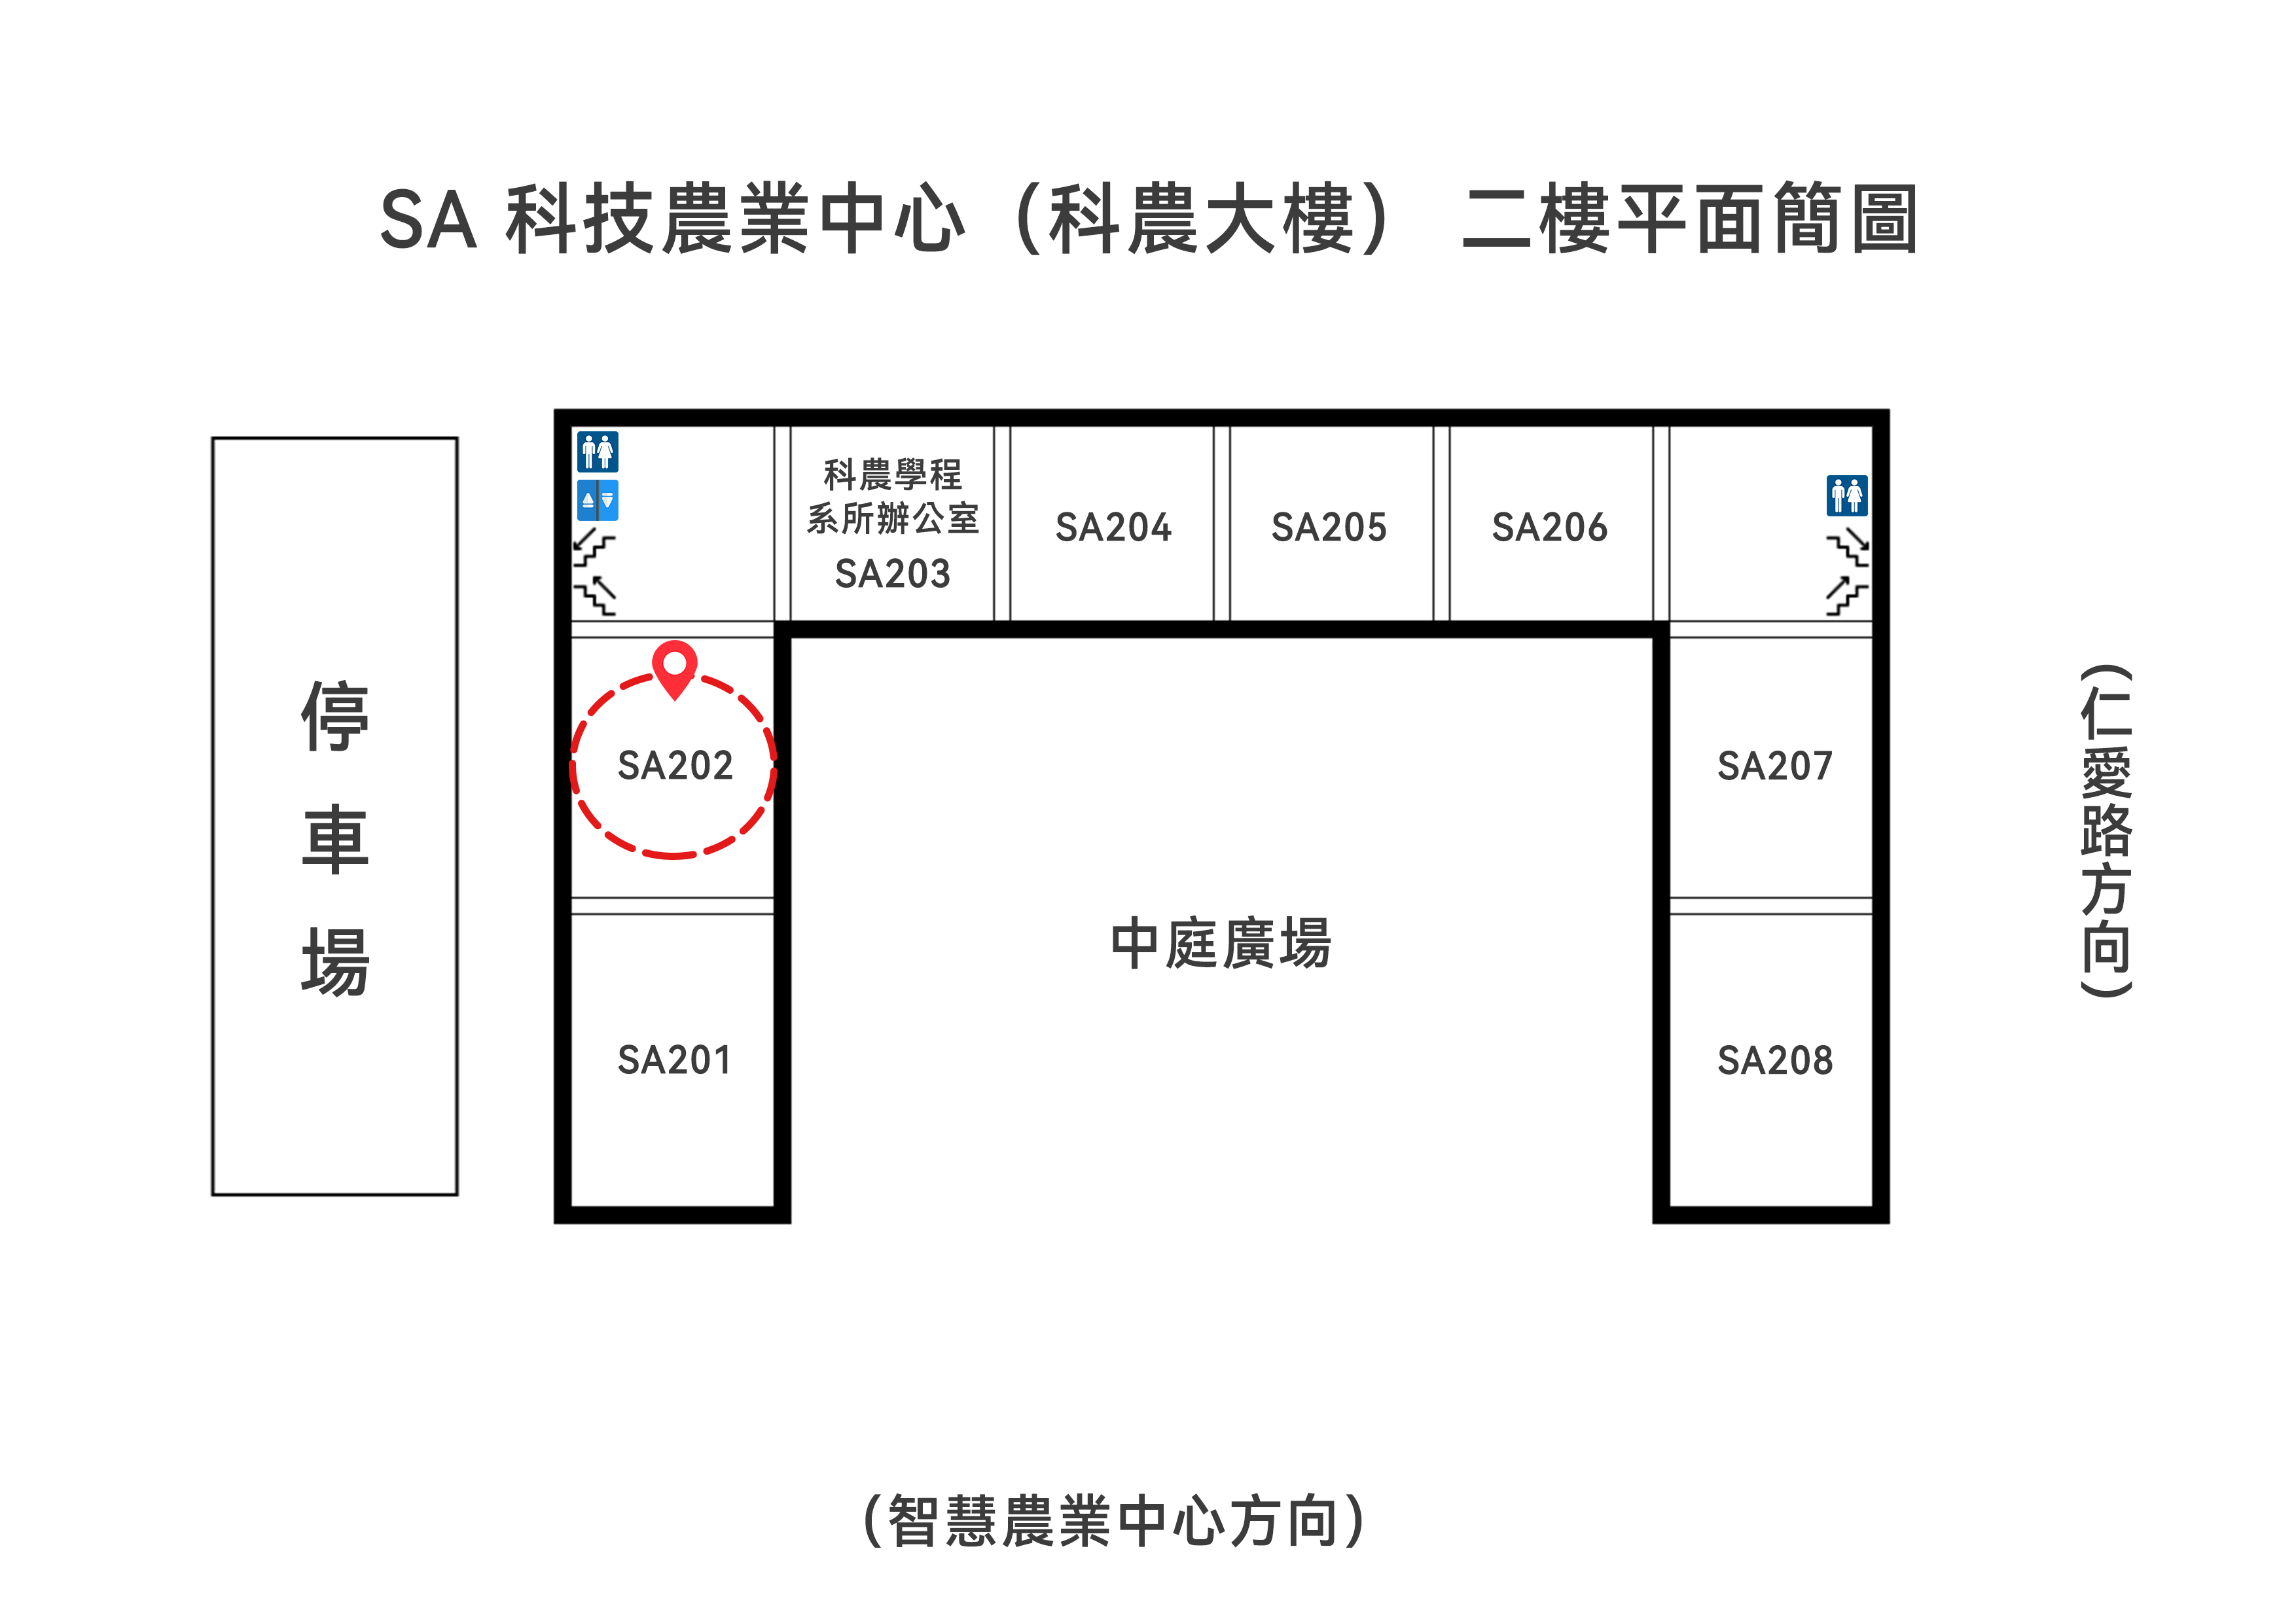 SA 科技農業中心（科農大樓） 二樓平面簡圖
科農學程
系所辦公室
SA203
SA204
SA205
SA206
停車場
SA202
SA207
（仁愛路方向）
中庭廣場
SA201
SA208
（智慧農業中心方向）